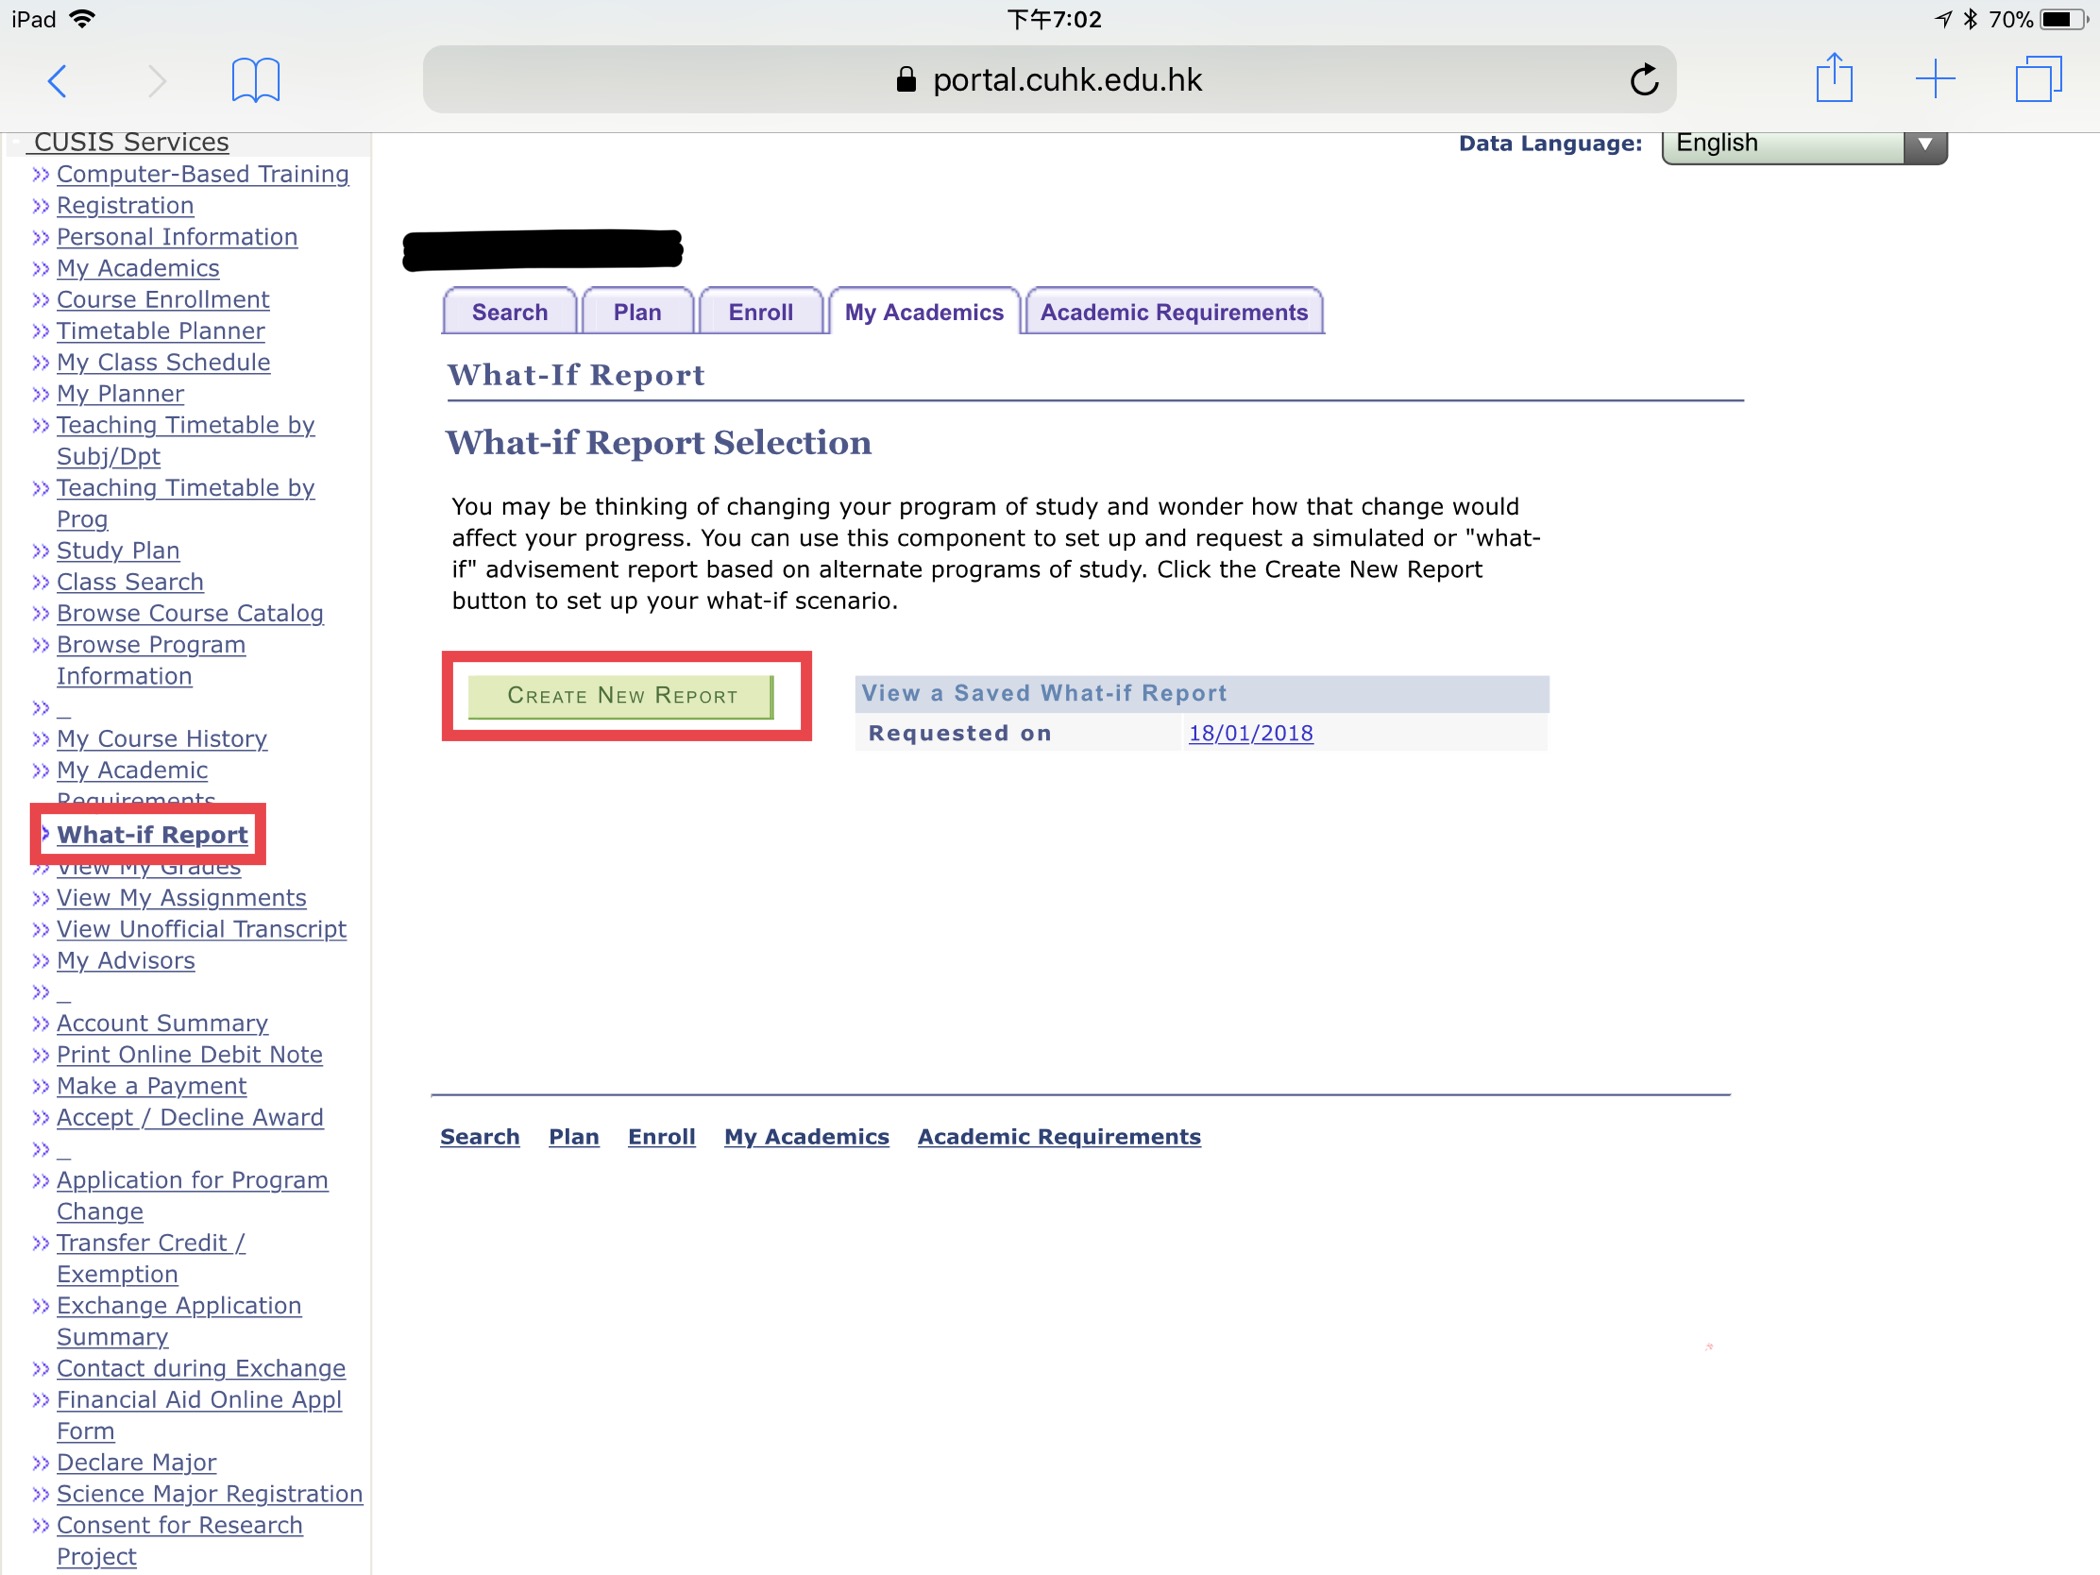 iPad
下午7:02
70%
portal.cuhk.edu.hk
CUSIS Services
Computer-Based Training
Registration
Personal Information
My Academics
Course Enrollment
Timetable Planner
My Class Schedule
My Planner
Teaching Timetable by
Subj/Dpt
Teaching Timetable by
Prog
Study Plan
Class Search
Browse Course Catalog
Browse Program
Information
_
My Course History
My Academic
Requirements
What-if Report
View My Grades
View My Assignments
View Unofficial Transcript
My Advisors
_
Account Summary
Print Online Debit Note
Make a Payment
Accept / Decline Award
_
Application for Program
Change
Transfer Credit /
Exemption
Exchange Application
Summary
Contact during Exchange
Financial Aid Online Appl
Form
Declare Major
Science Major Registration
Consent for Research
Project
Data Language: English
Search Plan Enroll My Academics Academic Requirements
What-If Report
What-if Report Selection
You may be thinking of changing your program of study and wonder how that change would
affect your progress. You can use this component to set up and request a simulated or "what-
if" advisement report based on alternate programs of study. Click the Create New Report
button to set up your what-if scenario.
CREATE NEW REPORT
View a Saved What-if Report
Requested on 18/01/2018
Search Plan Enroll My Academics Academic Requirements